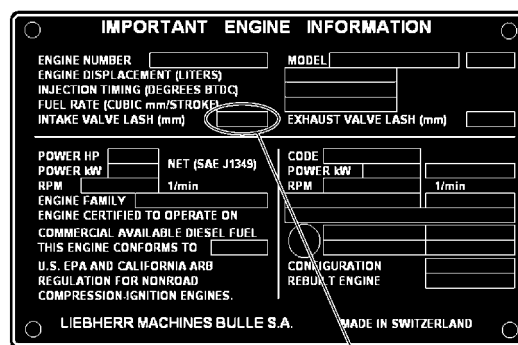 IMPORTANT ENGINE INFORMATION
ENGINE NUMBER MODEL
ENGINE DISPLACEMENT (LITERS)
INJECTION TIMING (DEGREES BTDC)
FUEL RATE (CUBIC mm/STROKE)
INTAKE VALVE LASH (mm) EXHAUST VALVE LASH (mm)
POWER HP NET (SAE J1349) CODE
POWER kW POWER kW
RPM 1/min RPM 1/min
ENGINE FAMILY
ENGINE CERTIFIED TO OPERATE ON
COMMERCIAL AVAILABLE DIESEL FUEL
THIS ENGINE CONFORMS TO
U.S. EPA AND CALIFORNIA ARB CONFIGURATION
REGULATION FOR NONROAD REBUILT ENGINE
COMPRESSION-IGNITION ENGINES.
LIEBHERR MACHINES BULLE S.A. MADE IN SWITZERLAND